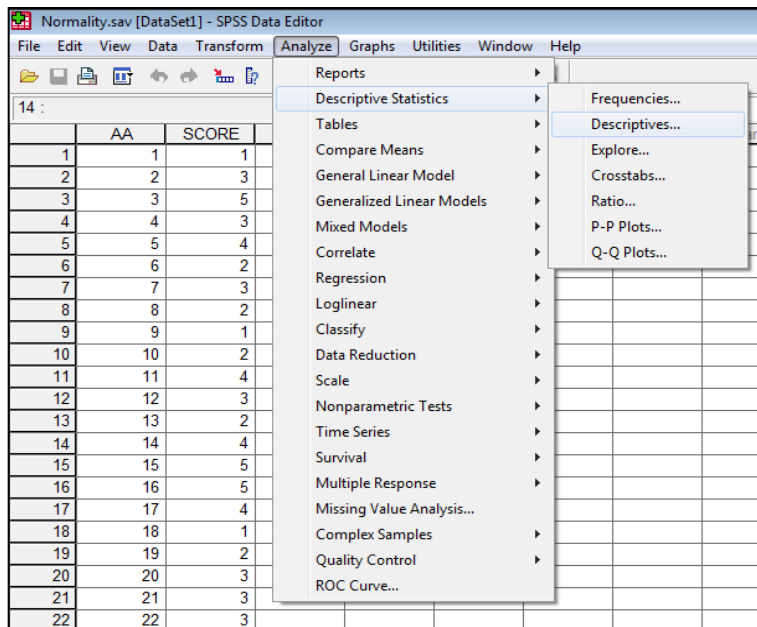 Normality.sav [DataSet1] - SPSS Data Editor
File Edit View Data Transform Analyze Graphs Utilities Window Help
14 :
AA SCORE
1 1 1
2 2 3
3 3 5
4 4 3
5 5 4
6 6 2
7 7 3
8 8 2
9 9 1
10 10 2
11 11 4
12 12 3
13 13 2
14 14 4
15 15 5
16 16 5
17 17 4
18 18 1
19 19 2
20 20 3
21 21 3
22 22 3
Reports
Descriptive Statistics
Tables
Compare Means
General Linear Model
Generalized Linear Models
Mixed Models
Correlate
Regression
Loglinear
Classify
Data Reduction
Scale
Nonparametric Tests
Time Series
Survival
Multiple Response
Missing Value Analysis...
Complex Samples
Quality Control
ROC Curve...
Frequencies...
Descriptives...
Explore...
Crosstabs...
Ratio...
P-P Plots...
Q-Q Plots...